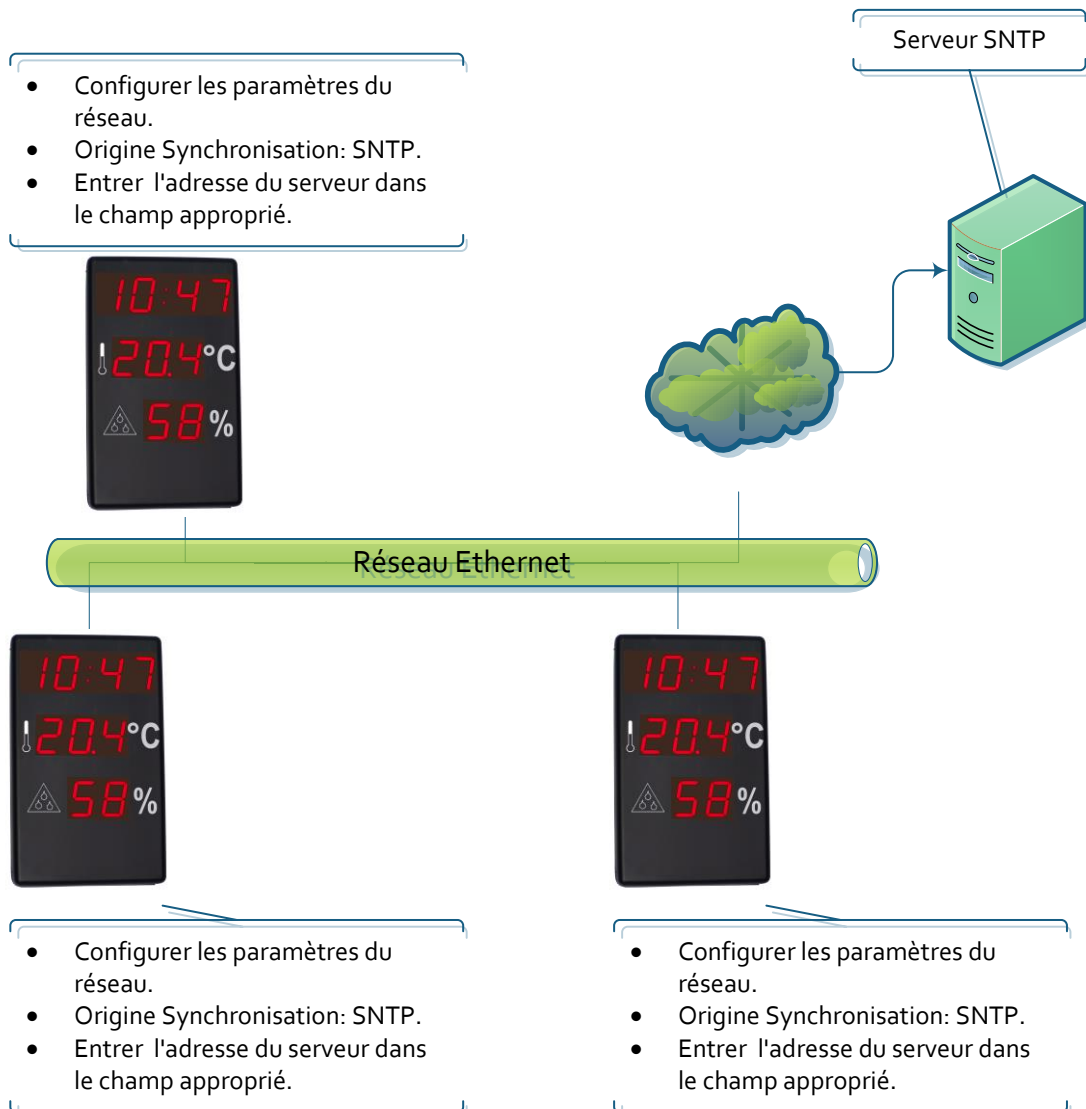 Serveur SNTP
• Configurer les paramètres du
réseau.
• Origine Synchronisation: SNTP.
• Entrer  l'adresse du serveur dans
le champ approprié.
10:47
20.4°C
58%
Réseau Ethernet
10:47
20.4°C
58%
10:47
20.4°C
58%
• Configurer les paramètres du
réseau.
• Origine Synchronisation: SNTP.
• Entrer  l'adresse du serveur dans
le champ approprié.
• Configurer les paramètres du
réseau.
• Origine Synchronisation: SNTP.
• Entrer  l'adresse du serveur dans
le champ approprié.